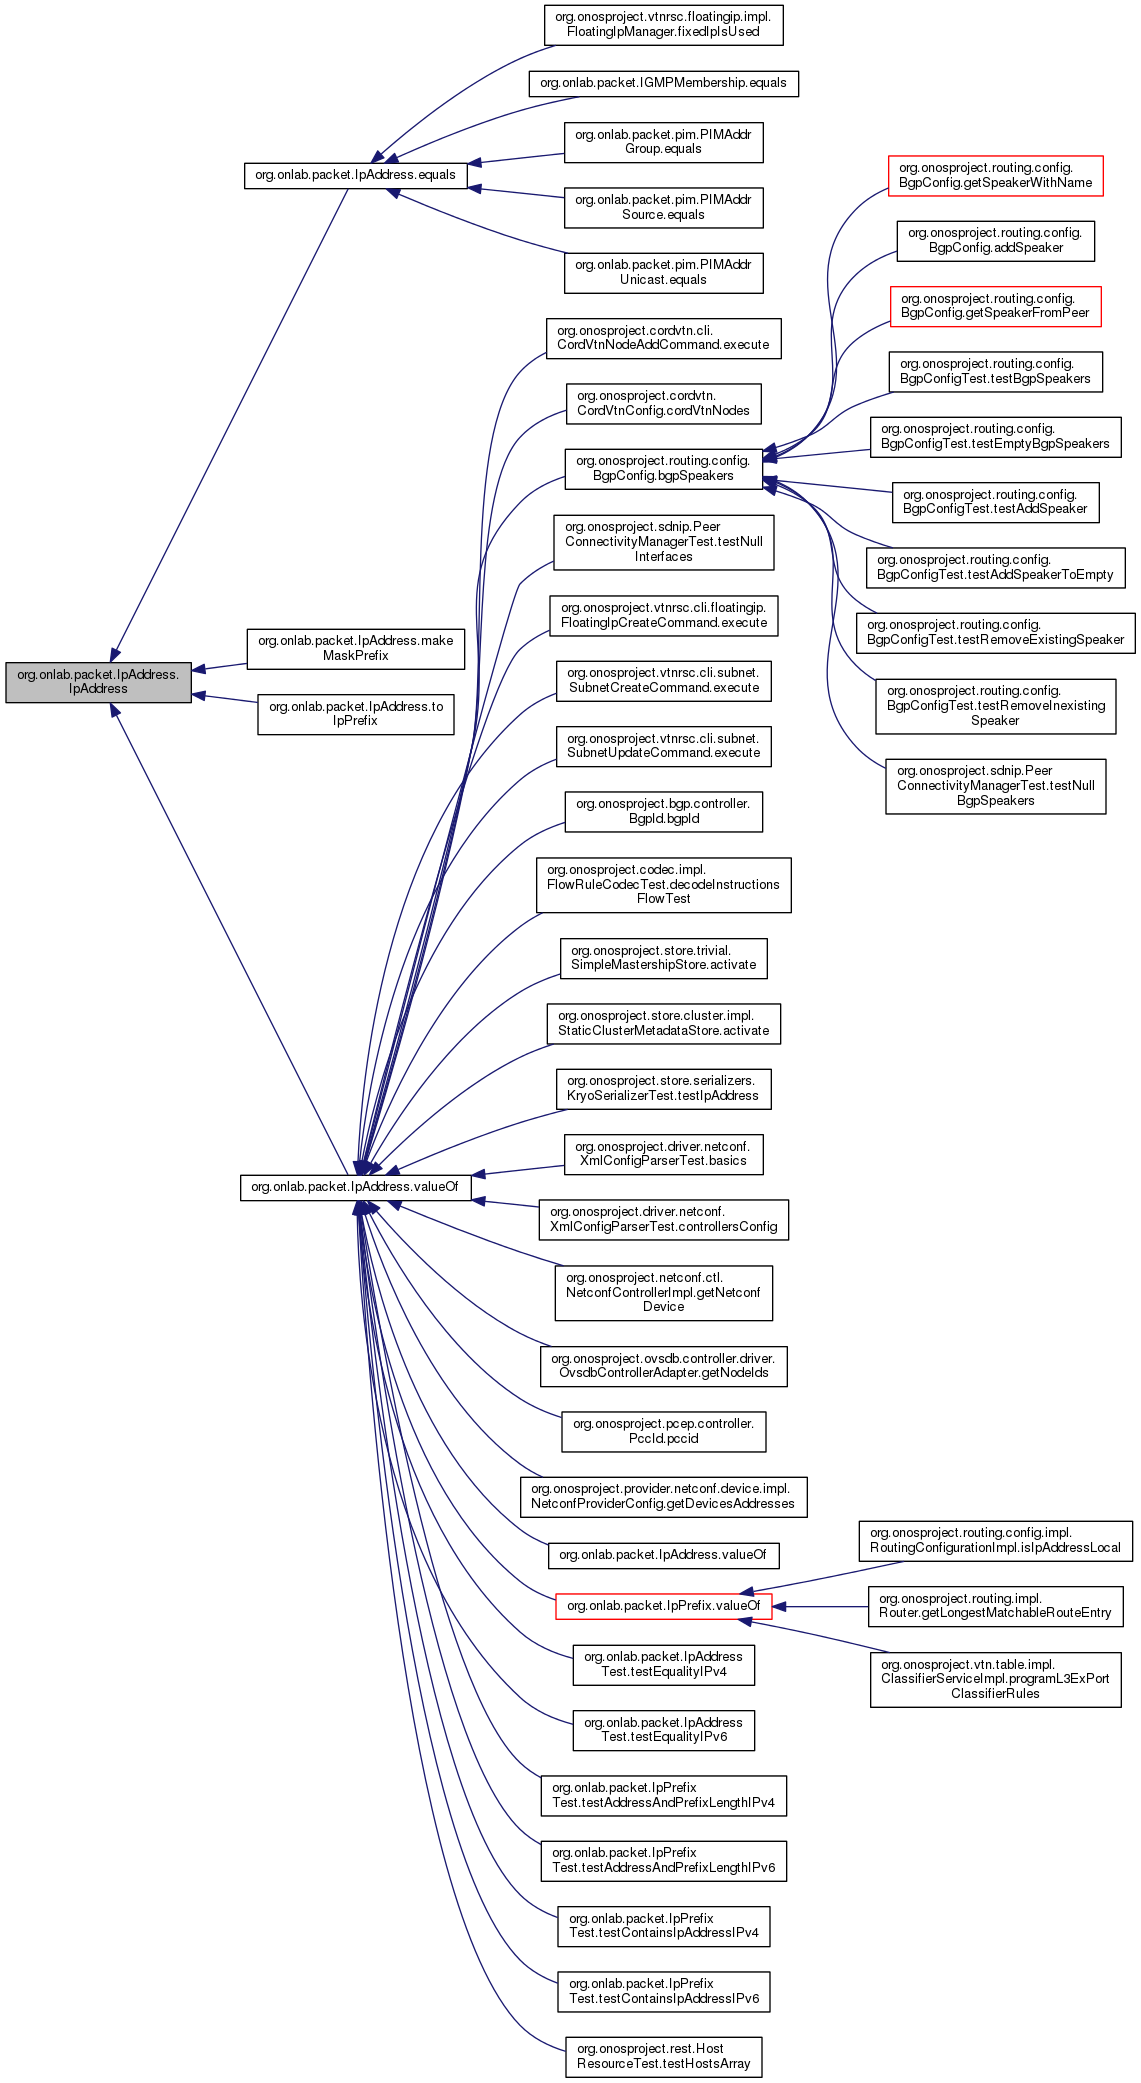 org.onosproject.vtnrsc.floatingip.impl.
FloatingIpManager.fixedIpIsUsed
org.onlab.packet.IGMPMembership.equals
org.onlab.packet.pim.PIMAddr
Group.equals
org.onlab.packet.IpAddress.equals
org.onlab.packet.pim.PIMAddr
Source.equals
org.onlab.packet.pim.PIMAddr
Unicast.equals
org.onosproject.routing.config.
BgpConfig.getSpeakerWithName
org.onosproject.routing.config.
BgpConfig.addSpeaker
org.onosproject.routing.config.
BgpConfig.getSpeakerFromPeer
org.onosproject.cordvtn.cli.
CordVtnNodeAddCommand.execute
org.onosproject.routing.config.
BgpConfigTest.testBgpSpeakers
org.onosproject.cordvtn.
CordVtnConfig.cordVtnNodes
org.onosproject.routing.config.
BgpConfigTest.testEmptyBgpSpeakers
org.onosproject.routing.config.
BgpConfig.bgpSpeakers
org.onosproject.routing.config.
BgpConfigTest.testAddSpeaker
org.onosproject.sdnip.Peer
ConnectivityManagerTest.testNull
Interfaces
org.onosproject.routing.config.
BgpConfigTest.testAddSpeakerToEmpty
org.onosproject.vtnrsc.cli.floatingip.
FloatingIpCreateCommand.execute
org.onosproject.routing.config.
BgpConfigTest.testRemoveExistingSpeaker
org.onlab.packet.IpAddress.make
MaskPrefix
org.onlab.packet.IpAddress.
IpAddress
org.onlab.packet.IpAddress.to
IpPrefix
org.onosproject.vtnrsc.cli.subnet.
SubnetCreateCommand.execute
org.onosproject.routing.config.
BgpConfigTest.testRemoveInexisting
Speaker
org.onosproject.vtnrsc.cli.subnet.
SubnetUpdateCommand.execute
org.onosproject.sdnip.Peer
ConnectivityManagerTest.testNull
BgpSpeakers
org.onosproject.bgp.controller.
BgpId.bgpId
org.onosproject.codec.impl.
FlowRuleCodecTest.decodeInstructions
FlowTest
org.onosproject.store.trivial.
SimpleMastershipStore.activate
org.onosproject.store.cluster.impl.
StaticClusterMetadataStore.activate
org.onosproject.store.serializers.
KryoSerializerTest.testIpAddress
org.onosproject.driver.netconf.
XmlConfigParserTest.basics
org.onlab.packet.IpAddress.valueOf
org.onosproject.driver.netconf.
XmlConfigParserTest.controllersConfig
org.onosproject.netconf.ctl.
NetconfControllerImpl.getNetconf
Device
org.onosproject.ovsdb.controller.driver.
OvsdbControllerAdapter.getNodeIds
org.onosproject.pcep.controller.
PccId.pccid
org.onosproject.provider.netconf.device.impl.
NetconfProviderConfig.getDevicesAddresses
org.onlab.packet.IpAddress.valueOf
org.onosproject.routing.config.impl.
RoutingConfigurationImpl.isIpAddressLocal
org.onlab.packet.IpPrefix.valueOf
org.onosproject.routing.impl.
Router.getLongestMatchableRouteEntry
org.onosproject.vtn.table.impl.
ClassifierServiceImpl.programL3ExPort
ClassifierRules
org.onlab.packet.IpAddress
Test.testEqualityIPv4
org.onlab.packet.IpAddress
Test.testEqualityIPv6
org.onlab.packet.IpPrefix
Test.testAddressAndPrefixLengthIPv4
org.onlab.packet.IpPrefix
Test.testAddressAndPrefixLengthIPv6
org.onlab.packet.IpPrefix
Test.testContainsIpAddressIPv4
org.onlab.packet.IpPrefix
Test.testContainsIpAddressIPv6
org.onosproject.rest.Host
ResourceTest.testHostsArray